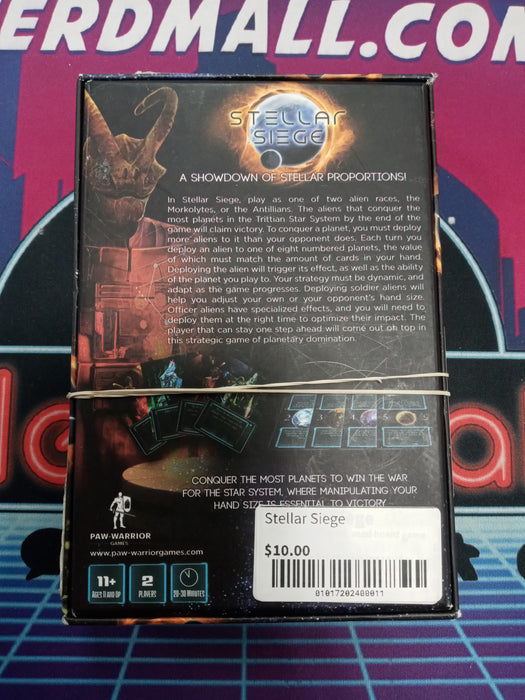 ERDMALL.COM
STELLAR
SIEGE
A SHOWDOWN OF STELLAR PROPORTIONS!
In Stellar Siege, play as one of two alien races, the
Morkolytes, or the Antillians. The aliens that conquer the
most planets in the Trittian Star System by the end of the
game will claim victory. To conquer a planet, you must deploy
more aliens to it than your opponent does. Each turn you
deploy an alien to one of eight numbered planets, the value
of which must match the amount of cards in your hand.
Deploying the alien will trigger its effect, as well as the ability
of the planet you play to. Your strategy must be dynamic, and
adapt as the game progresses. Deploying soldier aliens will
help you adjust your own or your opponent's hand size.
Officer aliens have specialized effects, and you will need to
deploy them at the right time to optimize their impact. The
player that can stay one step ahead will come out on top in
this strategic game of planetary domination.
CONQUER THE MOST PLANETS TO WIN THE WAR
FOR THE STAR SYSTEM, WHERE MANIPULATING YOUR
HAND SIZE IS ESSENTIAL TO VICTORY
PAW-WARRIOR
GAMES
www.paw-warriorgames.com
11+
AGES 11 AND UP
2
PLAYERS
20-30 MINUTES
Stellar Siege
$10.00
01017202400011